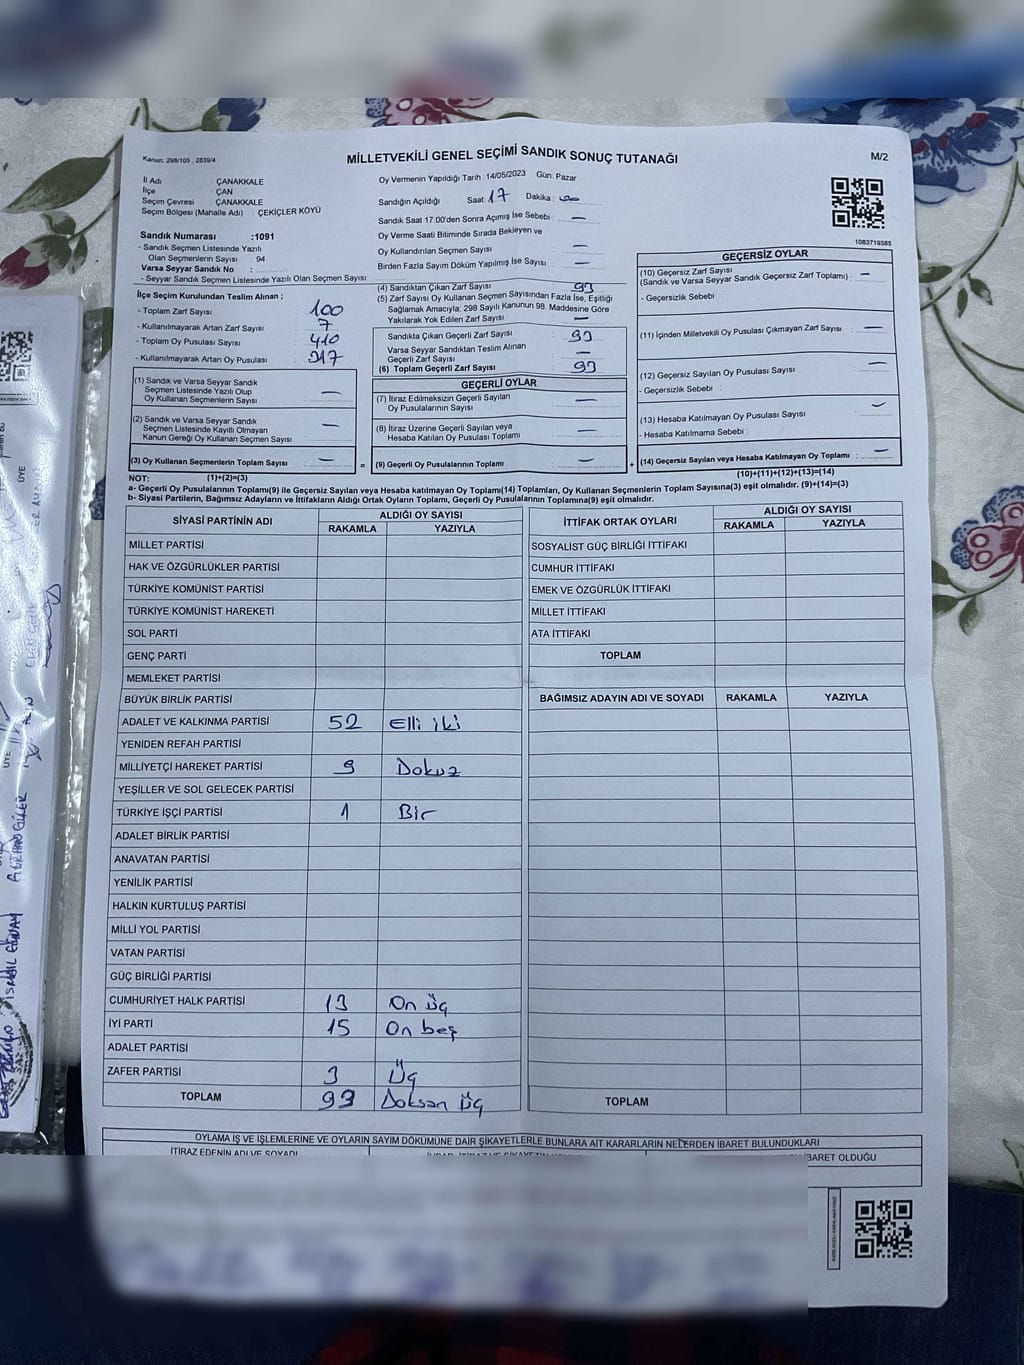 Kanun: 298/105 , 2839/4
MİLLETVEKİLİ GENEL SEÇİMİ SANDIK SONUÇ TUTANAĞI
M/2
İl Adı ÇANAKKALE
İlçe ÇAN
Seçim Çevresi ÇANAKKALE
Seçim Bölgesi (Mahalle Adı) : ÇEKİÇLER KÖYÜ
Sandık Numarası :1091
- Sandık Seçmen Listesinde Yazılı
Olan Seçmenlerin Sayısı 94
Varsa Seyyar Sandık No :
- Seyyar Sandık Seçmen Listesinde Yazılı Olan Seçmen Sayısı:
Oy Vermenin Yapıldığı Tarih : 14/05/2023 Gün: Pazar
Sandığın Açıldığı Saat: 17 Dakika: 00
Sandık Saat 17:00'den Sonra Açımış İse Sebebi : —
Oy Verme Saati Bitiminde Sırada Bekleyen ve
Oy Kullandırılan Seçmen Sayısı —
Birden Fazla Sayım Döküm Yapılmış İse Sayısı —
1083719385
İlçe Seçim Kurulundan Teslim Alınan ;
- Toplam Zarf Sayısı 100
- Kullanılmayarak Artan Zarf Sayısı 7
- Toplam Oy Pusulası Sayısı 410
- Kullanılmayarak Artan Oy Pusulası 317
(1) Sandık ve Varsa Seyyar Sandık
Seçmen Listesinde Yazılı Olup
Oy Kullanan Seçmenlerin Sayısı —
(2) Sandık ve Varsa Seyyar Sandık
Seçmen Listesinde Kayıtlı Olmayan
Kanun Gereği Oy Kullanan Seçmen Sayısı —
(3) Oy Kullanan Seçmenlerin Toplam Sayısı —
(4) Sandıktan Çıkan Zarf Sayısı 93
(5) Zarf Sayısı Oy Kullanan Seçmen Sayısından Fazla İse, Eşitliği
Sağlamak Amacıyla; 298 Sayılı Kanunun 98. Maddesine Göre
Yakılarak Yok Edilen Zarf Sayısı —
Sandıkta Çıkan Geçerli Zarf Sayısı 93
Varsa Seyyar Sandıktan Teslim Alınan
Geçerli Zarf Sayısı —
(6) Toplam Geçerli Zarf Sayısı 93
GEÇERLİ OYLAR
(7) İtiraz Edilmeksizin Geçerli Sayılan
Oy Pusulalarının Sayısı —
(8) İtiraz Üzerine Geçerli Sayılan veya
Hesaba Katılan Oy Pusulası Toplamı —
= (9) Geçerli Oy Pusulalarının Toplamı —
GEÇERSİZ OYLAR
(10) Geçersiz Zarf Sayısı
(Sandık ve Varsa Seyyar Sandık Geçersiz Zarf Toplamı) : —
- Geçersizlik Sebebi :
(11) İçinden Milletvekili Oy Pusulası Çıkmayan Zarf Sayısı —
(12) Geçersiz Sayılan Oy Pusulası Sayısı —
- Geçersizlik Sebebi :
(13) Hesaba Katılmayan Oy Pusulası Sayısı —
- Hesaba Katılmama Sebebi :
+ (14) Geçersiz Sayılan veya Hesaba Katılmayan Oy Toplamı : —
NOT: (1)+(2)=(3) (10)+(11)+(12)+(13)=(14)
a- Geçerli Oy Pusulalarının Toplamı(9) ile Geçersiz Sayılan veya Hesaba katılmayan Oy Toplamı(14) Toplamları, Oy Kullanan Seçmenlerin Toplam Sayısına(3) eşit olmalıdır. (9)+(14)=(3)
b- Siyasi Partilerin, Bağımsız Adayların ve İttifakların Aldığı Ortak Oyların Toplamı, Geçerli Oy Pusulalarının Toplamına(9) eşit olmalıdır.
SİYASİ PARTİNİN ADI ALDIĞI OY SAYISI
RAKAMLA YAZIYLA
MİLLET PARTİSİ
HAK VE ÖZGÜRLÜKLER PARTİSİ
TÜRKİYE KOMÜNİST PARTİSİ
TÜRKİYE KOMÜNİST HAREKETİ
SOL PARTİ
GENÇ PARTİ
MEMLEKET PARTİSİ
BÜYÜK BİRLİK PARTİSİ
ADALET VE KALKINMA PARTİSİ 52 Elli iki
YENİDEN REFAH PARTİSİ
MİLLİYETÇİ HAREKET PARTİSİ 9 Dokuz
YEŞİLLER VE SOL GELECEK PARTİSİ
TÜRKİYE İŞÇİ PARTİSİ 1 Bir
ADALET BİRLİK PARTİSİ
ANAVATAN PARTİSİ
YENİLİK PARTİSİ
HALKIN KURTULUŞ PARTİSİ
MİLLİ YOL PARTİSİ
VATAN PARTİSİ
GÜÇ BİRLİĞİ PARTİSİ
CUMHURİYET HALK PARTİSİ 13 On üç
İYİ PARTİ 15 On beş
ADALET PARTİSİ
ZAFER PARTİSİ 3 Üç
TOPLAM 93 Doksan üç
İTTİFAK ORTAK OYLARI ALDIĞI OY SAYISI
RAKAMLA YAZIYLA
SOSYALİST GÜÇ BİRLİĞİ İTTİFAKI
CUMHUR İTTİFAKI
EMEK VE ÖZGÜRLÜK İTTİFAKI
MİLLET İTTİFAKI
ATA İTTİFAKI
TOPLAM
BAĞIMSIZ ADAYIN ADI VE SOYADI RAKAMLA YAZIYLA
TOPLAM
OYLAMA İŞ VE İŞLEMLERİNE VE OYLARIN SAYIM DÖKÜMÜNE DAİR ŞİKAYETLERLE BUNLARA AİT KARARLARIN NELERDEN İBARET BULUNDUKLARI
İTİRAZ EDENİN ADI VE SOYADI
İBARET OLDUĞU
ÜYE